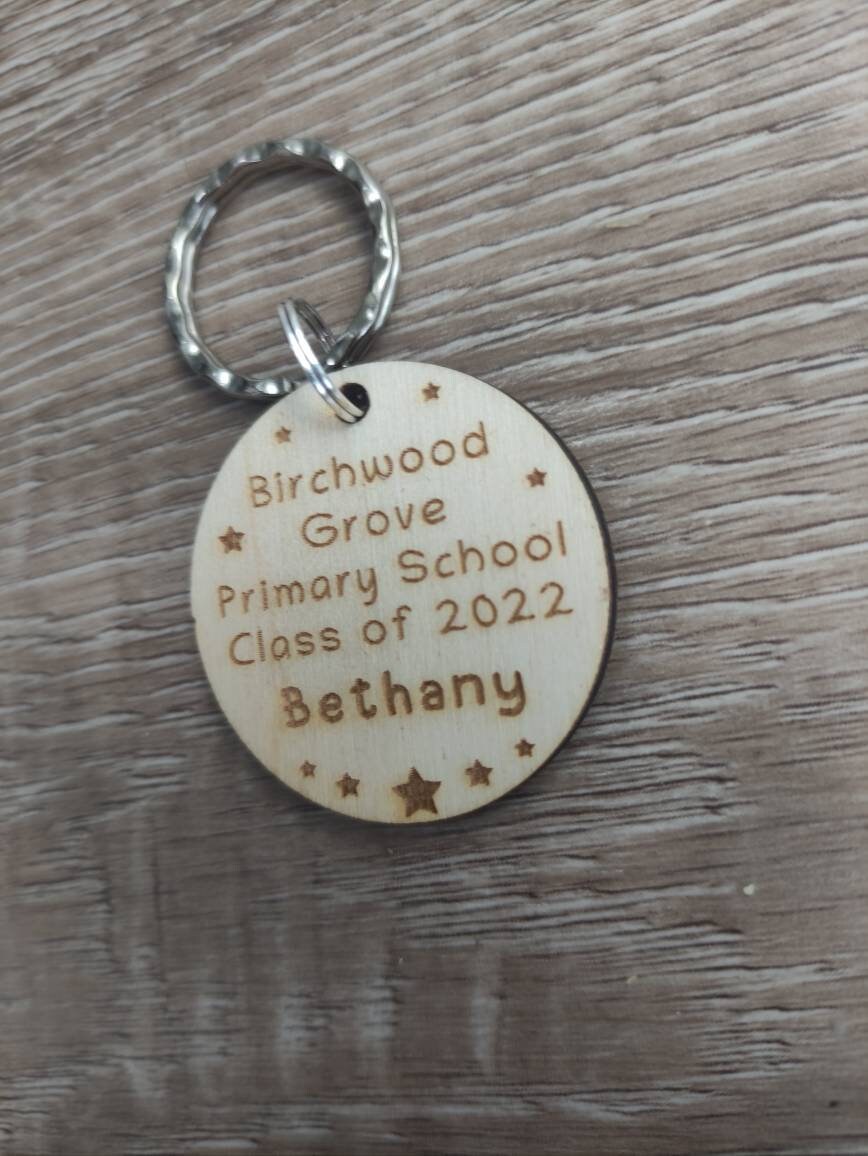 Birchwood
Grove
Primary School
Class of 2022
Bethany